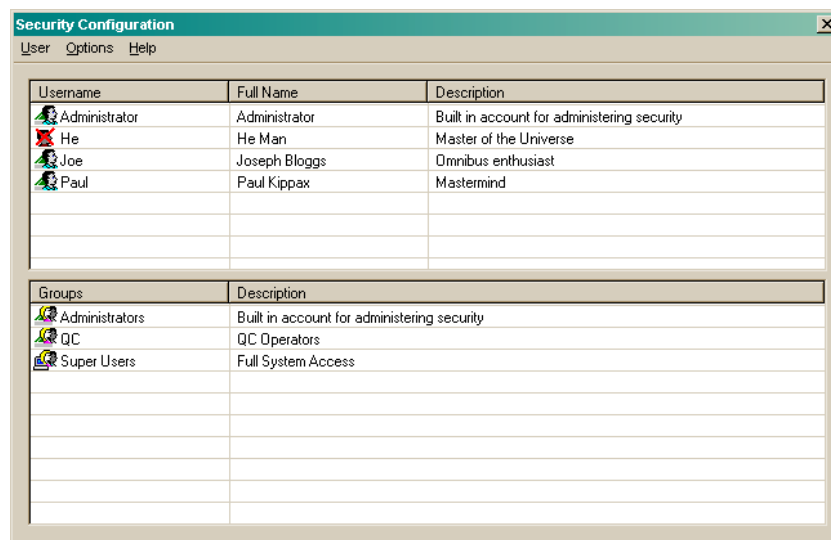 Security Configuration
User Options Help
Username Full Name Description
Administrator Administrator Built in account for administering security
He He Man Master of the Universe
Joe Joseph Bloggs Omnibus enthusiast
Paul Paul Kippax Mastermind
Groups Description
Administrators Built in account for administering security
QC QC Operators
Super Users Full System Access